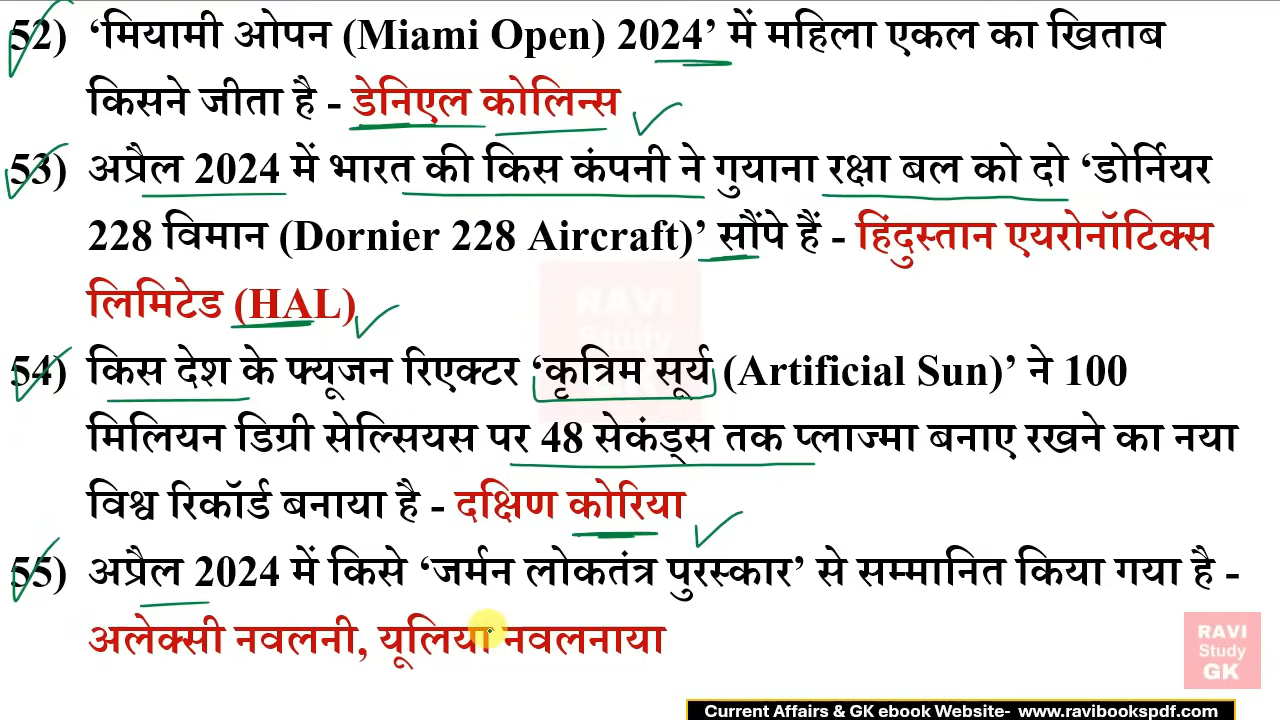 52) ‘मियामी ओपन (Miami Open) 2024’ में महिला एकल का खिताब
किसने जीता है - डेनिएल कोलिन्स
53) अप्रैल 2024 में भारत की किस कंपनी ने गुयाना रक्षा बल को दो ‘डोर्नियर
228 विमान (Dornier 228 Aircraft)’ सौंपे हैं - हिंदुस्तान एयरोनॉटिक्स
लिमिटेड (HAL)
RAVI
Study
54) किस देश के फ्यूजन रिएक्टर ‘कृत्रिम सूर्य (Artificial Sun)’ ने 100
मिलियन डिग्री सेल्सियस पर 48 सेकंड्स तक प्लाज्मा बनाए रखने का नया
विश्व रिकॉर्ड बनाया है - दक्षिण कोरिया
55) अप्रैल 2024 में किसे ‘जर्मन लोकतंत्र पुरस्कार’ से सम्मानित किया गया है -
अलेक्सी नवलनी, यूलिया नवलनाया
RAVI
Study
GK
Current Affairs & GK ebook Website- www.ravibookspdf.com